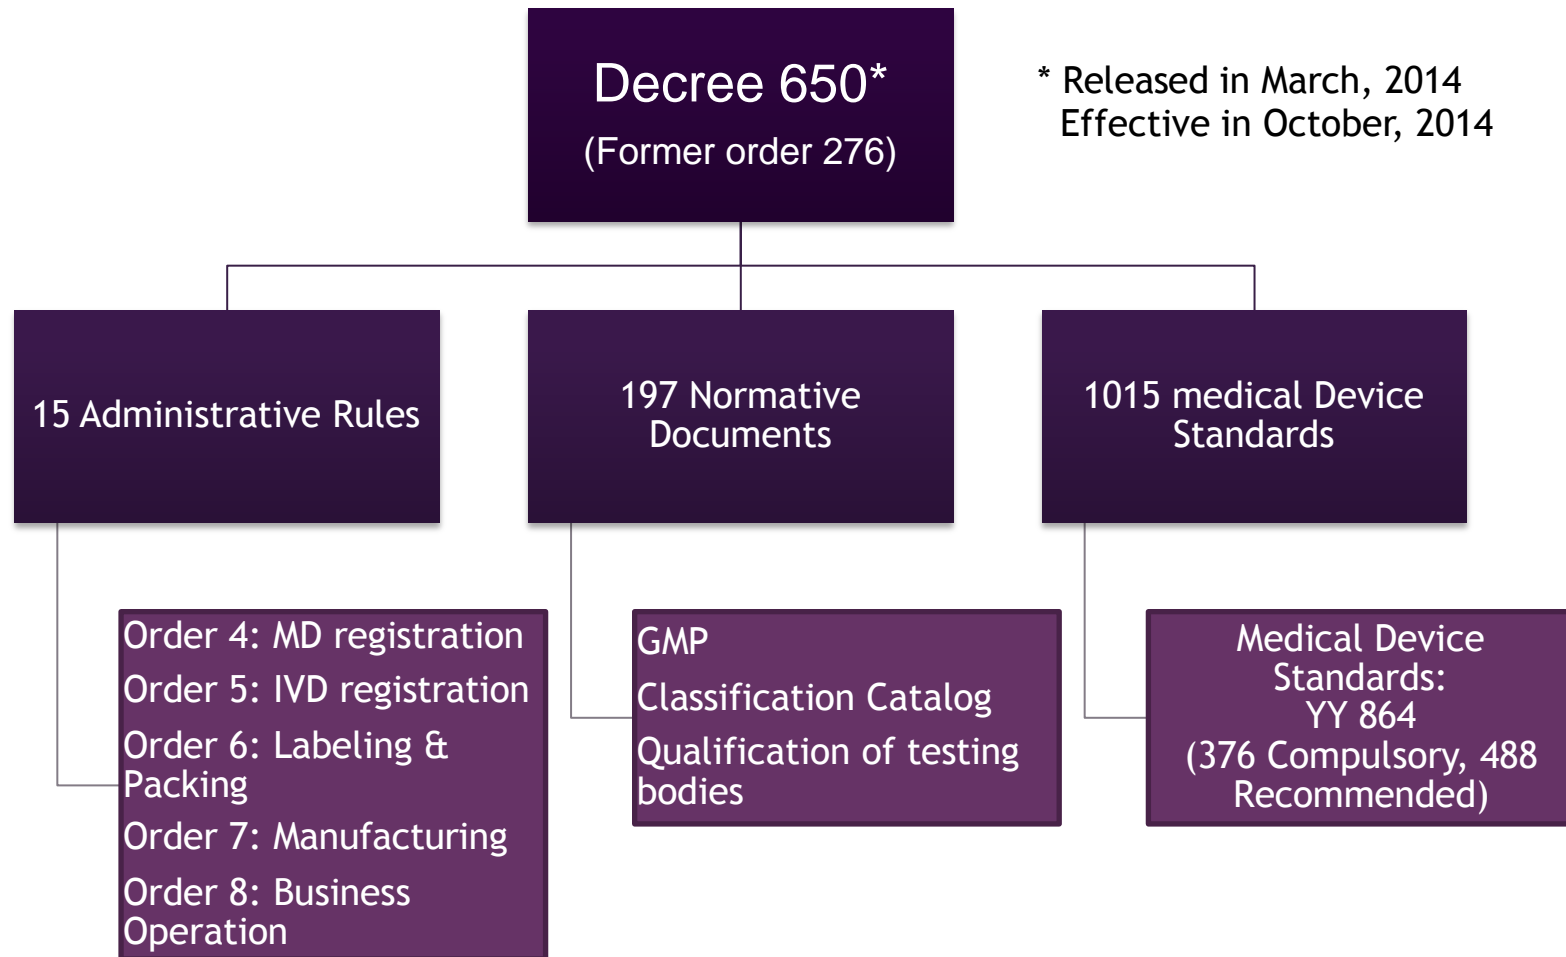 Decree 650*
(Former order 276)
* Released in March, 2014
Effective in October, 2014
15 Administrative Rules
197 Normative
Documents
1015 medical Device
Standards
Order 4: MD registration
Order 5: IVD registration
Order 6: Labeling &
Packing
Order 7: Manufacturing
Order 8: Business
Operation
GMP
Classification Catalog
Qualification of testing
bodies
Medical Device
Standards:
YY 864
(376 Compulsory, 488
Recommended)